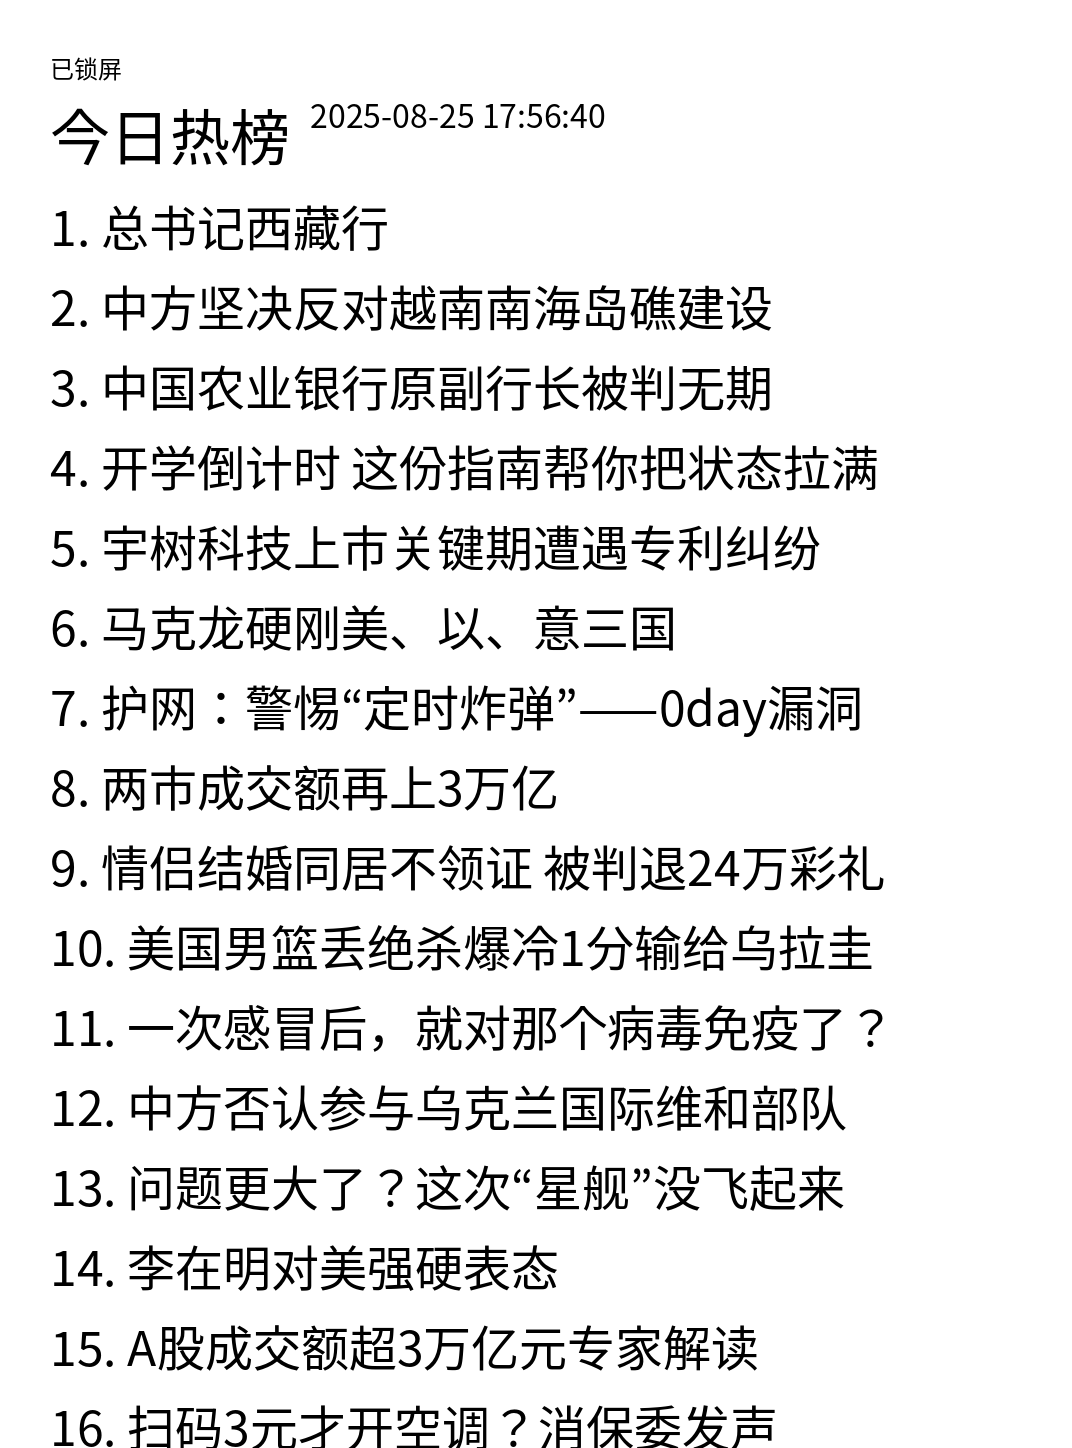 已锁屏
今日热榜 2025-08-25 17:56:40
1. 总书记西藏行
2. 中方坚决反对越南南海岛礁建设
3. 中国农业银行原副行长被判无期
4. 开学倒计时 这份指南帮你把状态拉满
5. 宇树科技上市关键期遭遇专利纠纷
6. 马克龙硬刚美、以、意三国
7. 护网：警惕“定时炸弹”——0day漏洞
8. 两市成交额再上3万亿
9. 情侣结婚同居不领证 被判退24万彩礼
10. 美国男篮丢绝杀爆冷1分输给乌拉圭
11. 一次感冒后，就对那个病毒免疫了？
12. 中方否认参与乌克兰国际维和部队
13. 问题更大了？这次“星舰”没飞起来
14. 李在明对美强硬表态
15. A股成交额超3万亿元专家解读
16. 扫码3元才开空调？消保委发声